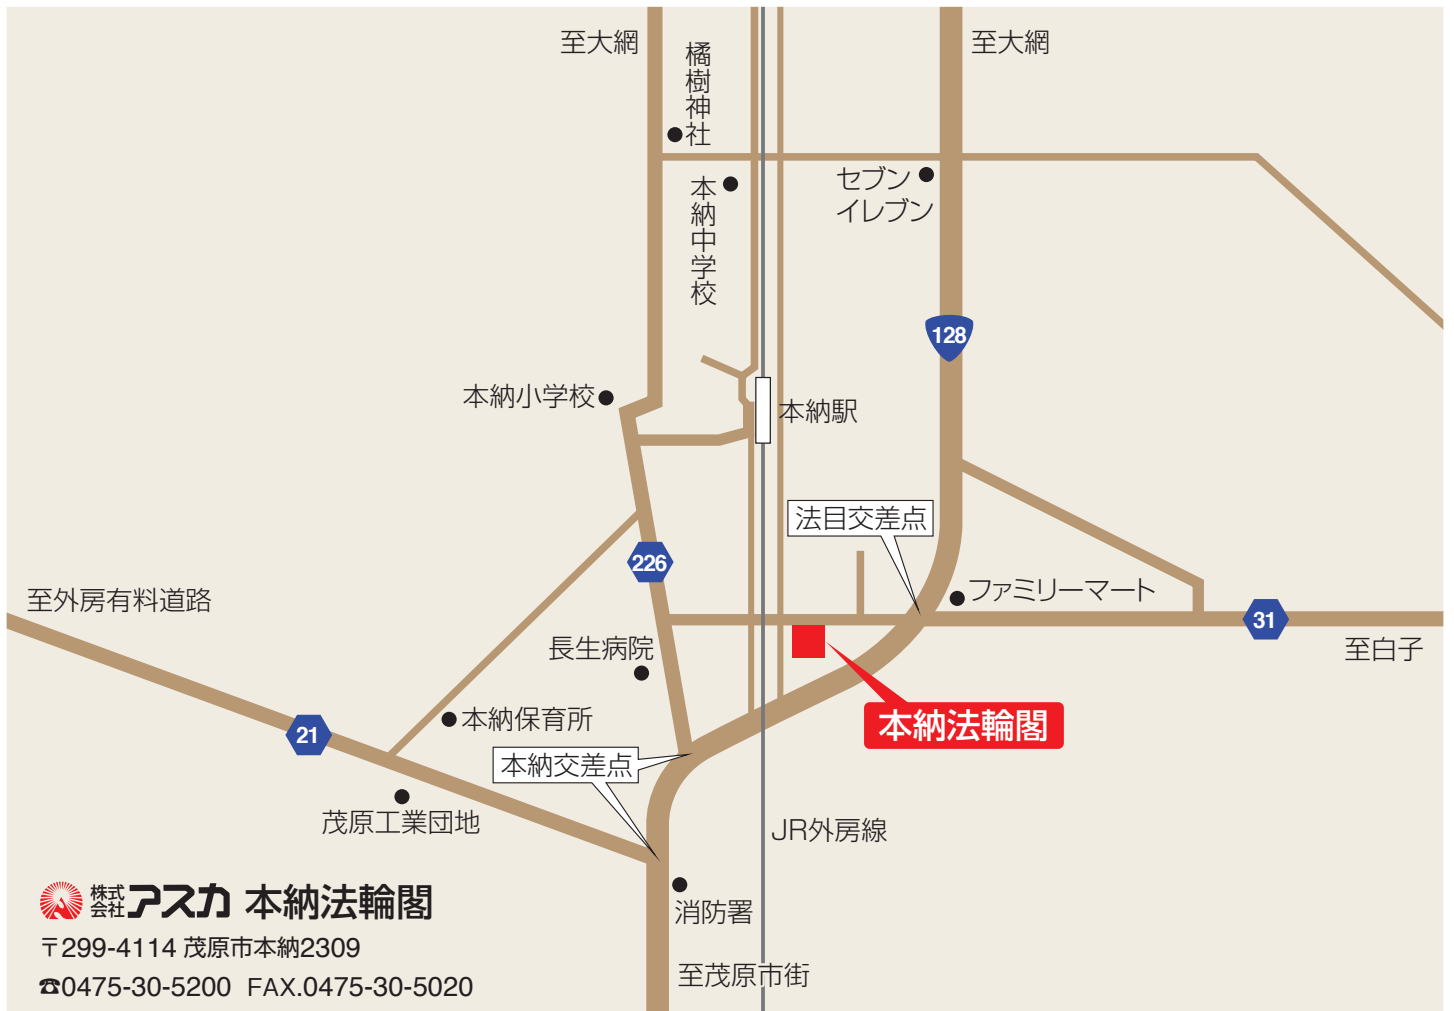 至大網
至大網
橘樹神社
セブン
イレブン
本納中学校
128
本納小学校
本納駅
法目交差点
226
ファミリーマート
至外房有料道路
31
長生病院
至白子
本納保育所
本納法輪閣
21
本納交差点
茂原工業団地
JR外房線
株式会社 アスカ 本納法輪閣
消防署
〒299-4114 茂原市本納2309
至茂原市街
☎0475-30-5200 FAX.0475-30-5020